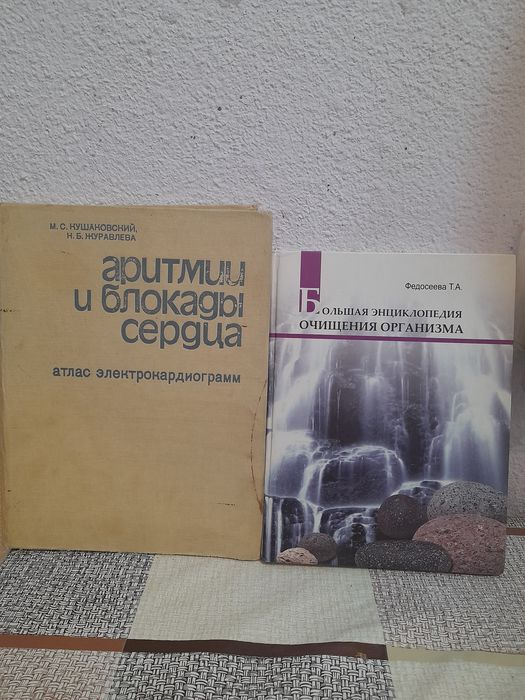 М. С. КУШАКОВСКИЙ,
Н. Б. ЖУРАВЛЕВА
аритмии
и блокады
сердца
атлас электрокардиограмм
Федосеева Т.А.
БОЛЬШАЯ ЭНЦИКЛОПЕДИЯ
ОЧИЩЕНИЯ ОРГАНИЗМА